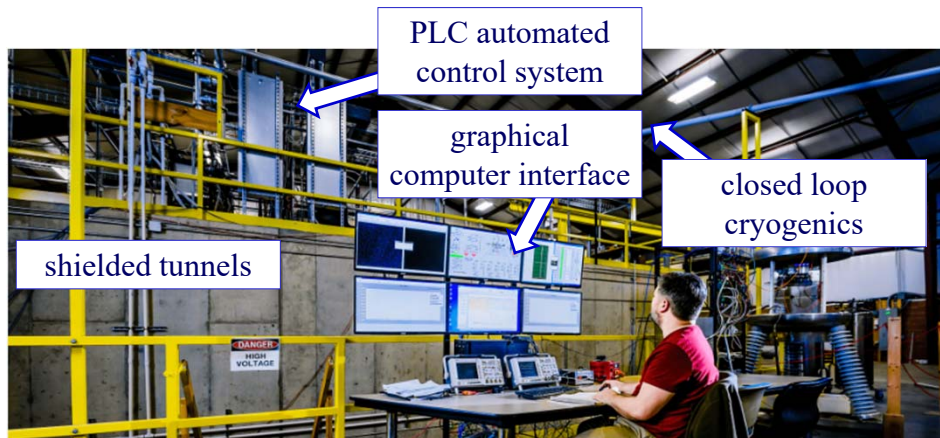 PLC automated
control system
graphical
computer interface
closed loop
cryogenics
shielded tunnels
DANGER
HIGH
VOLTAGE